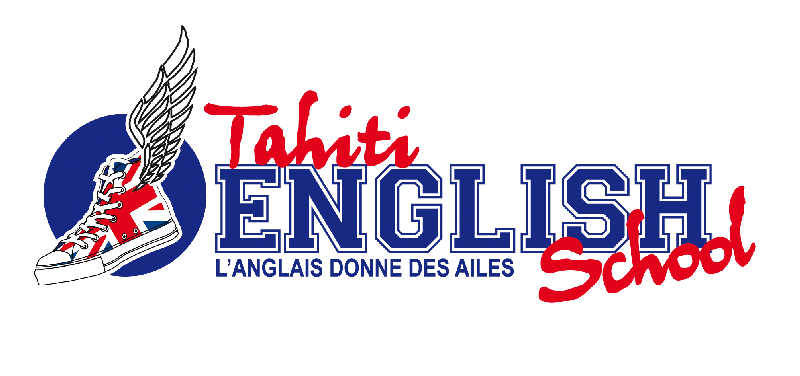 Tahiti
ENGLISH
School
L'ANGLAIS DONNE DES AILES